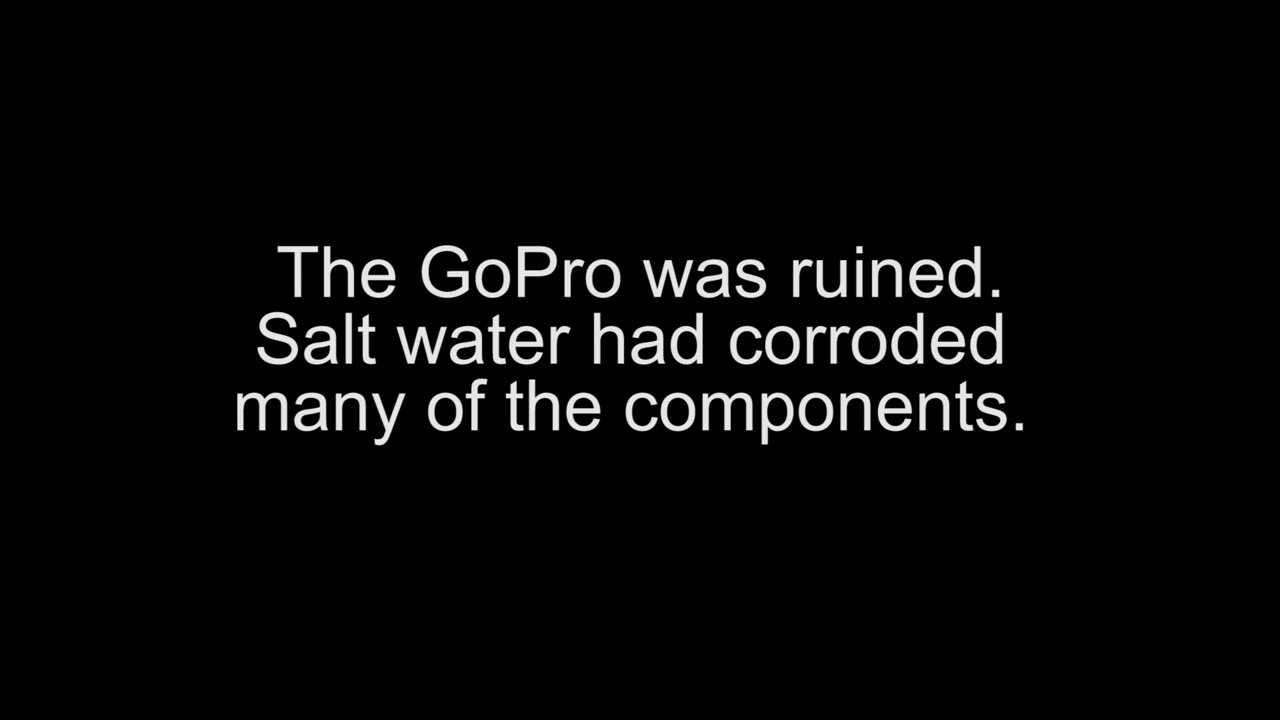 The GoPro was ruined.
Salt water had corroded
many of the components.